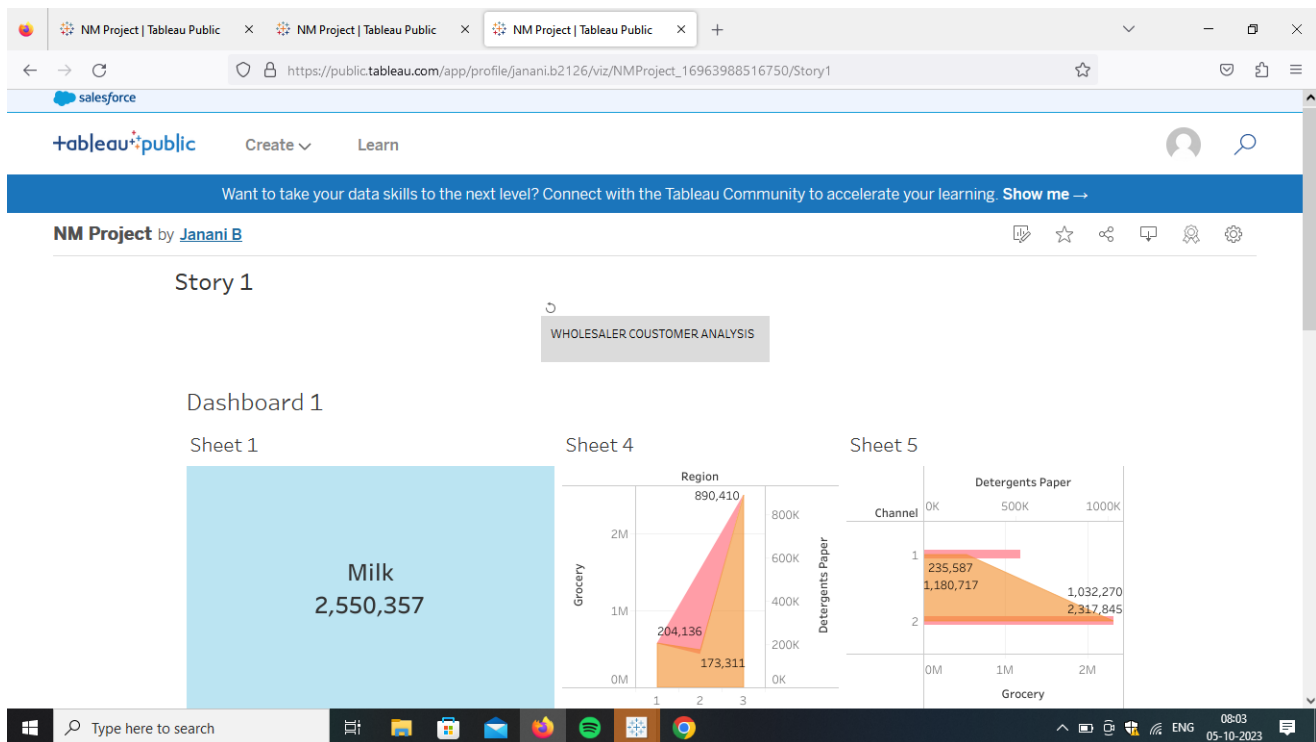 NM Project | Tableau Public
NM Project | Tableau Public
NM Project | Tableau Public
https://public.tableau.com/app/profile/janani.b2126/viz/NMProject_16963988516750/Story1
salesforce
+ableau public
Create
Learn
Want to take your data skills to the next level? Connect with the Tableau Community to accelerate your learning. Show me →
NM Project by Janani B
Story 1
WHOLESALER COUSTOMER ANALYSIS
Dashboard 1
Sheet 1
Milk
2,550,357
Sheet 4
Region
890,410
2M
1M
0M
Grocery
204,136
173,311
800K
600K
400K
200K
0K
Detergents Paper
1 2 3
Sheet 5
Detergents Paper
Channel
0K 500K 1000K
1
235,587
1,180,717
1,032,270
2,317,845
2
0M 1M 2M
Grocery
Type here to search
ENG
08:03
05-10-2023